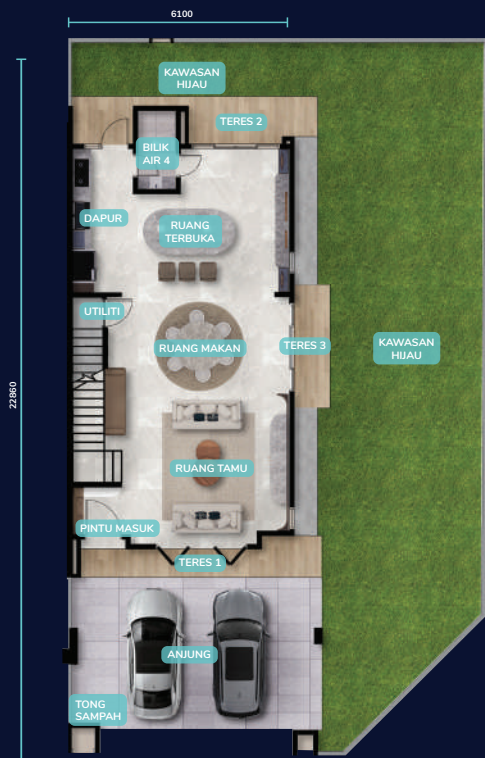 6100
KAWASAN
HIJAU
TERES 2
BILIK
AIR 4
DAPUR
RUANG
TERBUKA
UTILITI
RUANG MAKAN
TERES 3
KAWASAN
HIJAU
22860
RUANG TAMU
PINTU MASUK
TERES 1
ANJUNG
TONG
SAMPAH